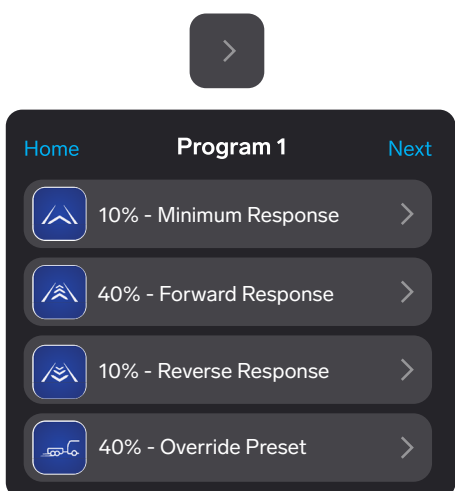 Home Program 1 Next
10% - Minimum Response
40% - Forward Response
10% - Reverse Response
40% - Override Preset